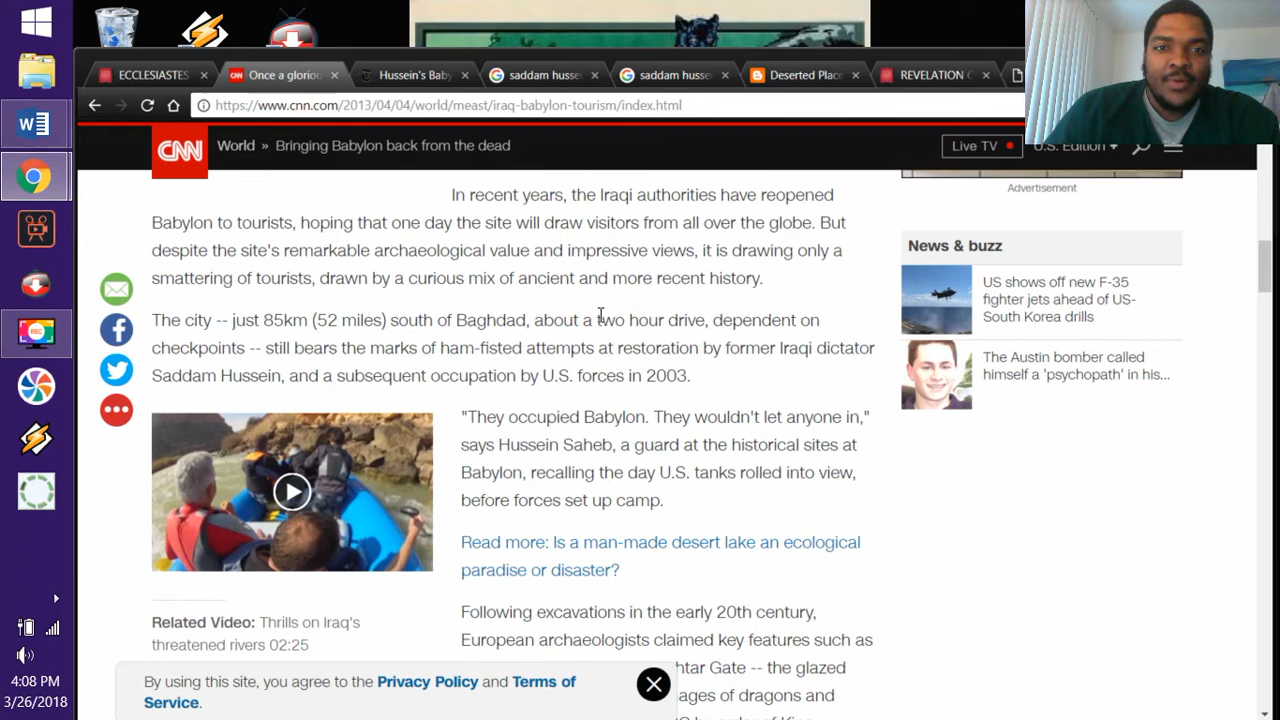 ECCLESIASTES
Once a gloriou
Hussein's Bab
saddam husse
saddam husse
Deserted Place
REVELATION
https://www.cnn.com/2013/04/04/world/meast/iraq-babylon-tourism/index.html
CNN
World » Bringing Babylon back from the dead
Live TV
U.S. Edition +
In recent years, the Iraqi authorities have reopened
Babylon to tourists, hoping that one day the site will draw visitors from all over the globe. But
despite the site's remarkable archaeological value and impressive views, it is drawing only a
smattering of tourists, drawn by a curious mix of ancient and more recent history.
The city -- just 85km (52 miles) south of Baghdad, about a two hour drive, dependent on
checkpoints -- still bears the marks of ham-fisted attempts at restoration by former Iraqi dictator
Saddam Hussein, and a subsequent occupation by U.S. forces in 2003.
"They occupied Babylon. They wouldn't let anyone in,"
says Hussein Saheb, a guard at the historical sites at
Babylon, recalling the day U.S. tanks rolled into view,
before forces set up camp.
Read more: Is a man-made desert lake an ecological
paradise or disaster?
Following excavations in the early 20th century,
European archaeologists claimed key features such as
htar Gate -- the glazed
ages of dragons and
Related Video: Thrills on Iraq's
threatened rivers 02:25
Advertisement
News & buzz
US shows off new F-35
fighter jets ahead of US-
South Korea drills
The Austin bomber called
himself a 'psychopath' in his...
By using this site, you agree to the Privacy Policy and Terms of
Service.
REC
4:08 PM
3/26/2018